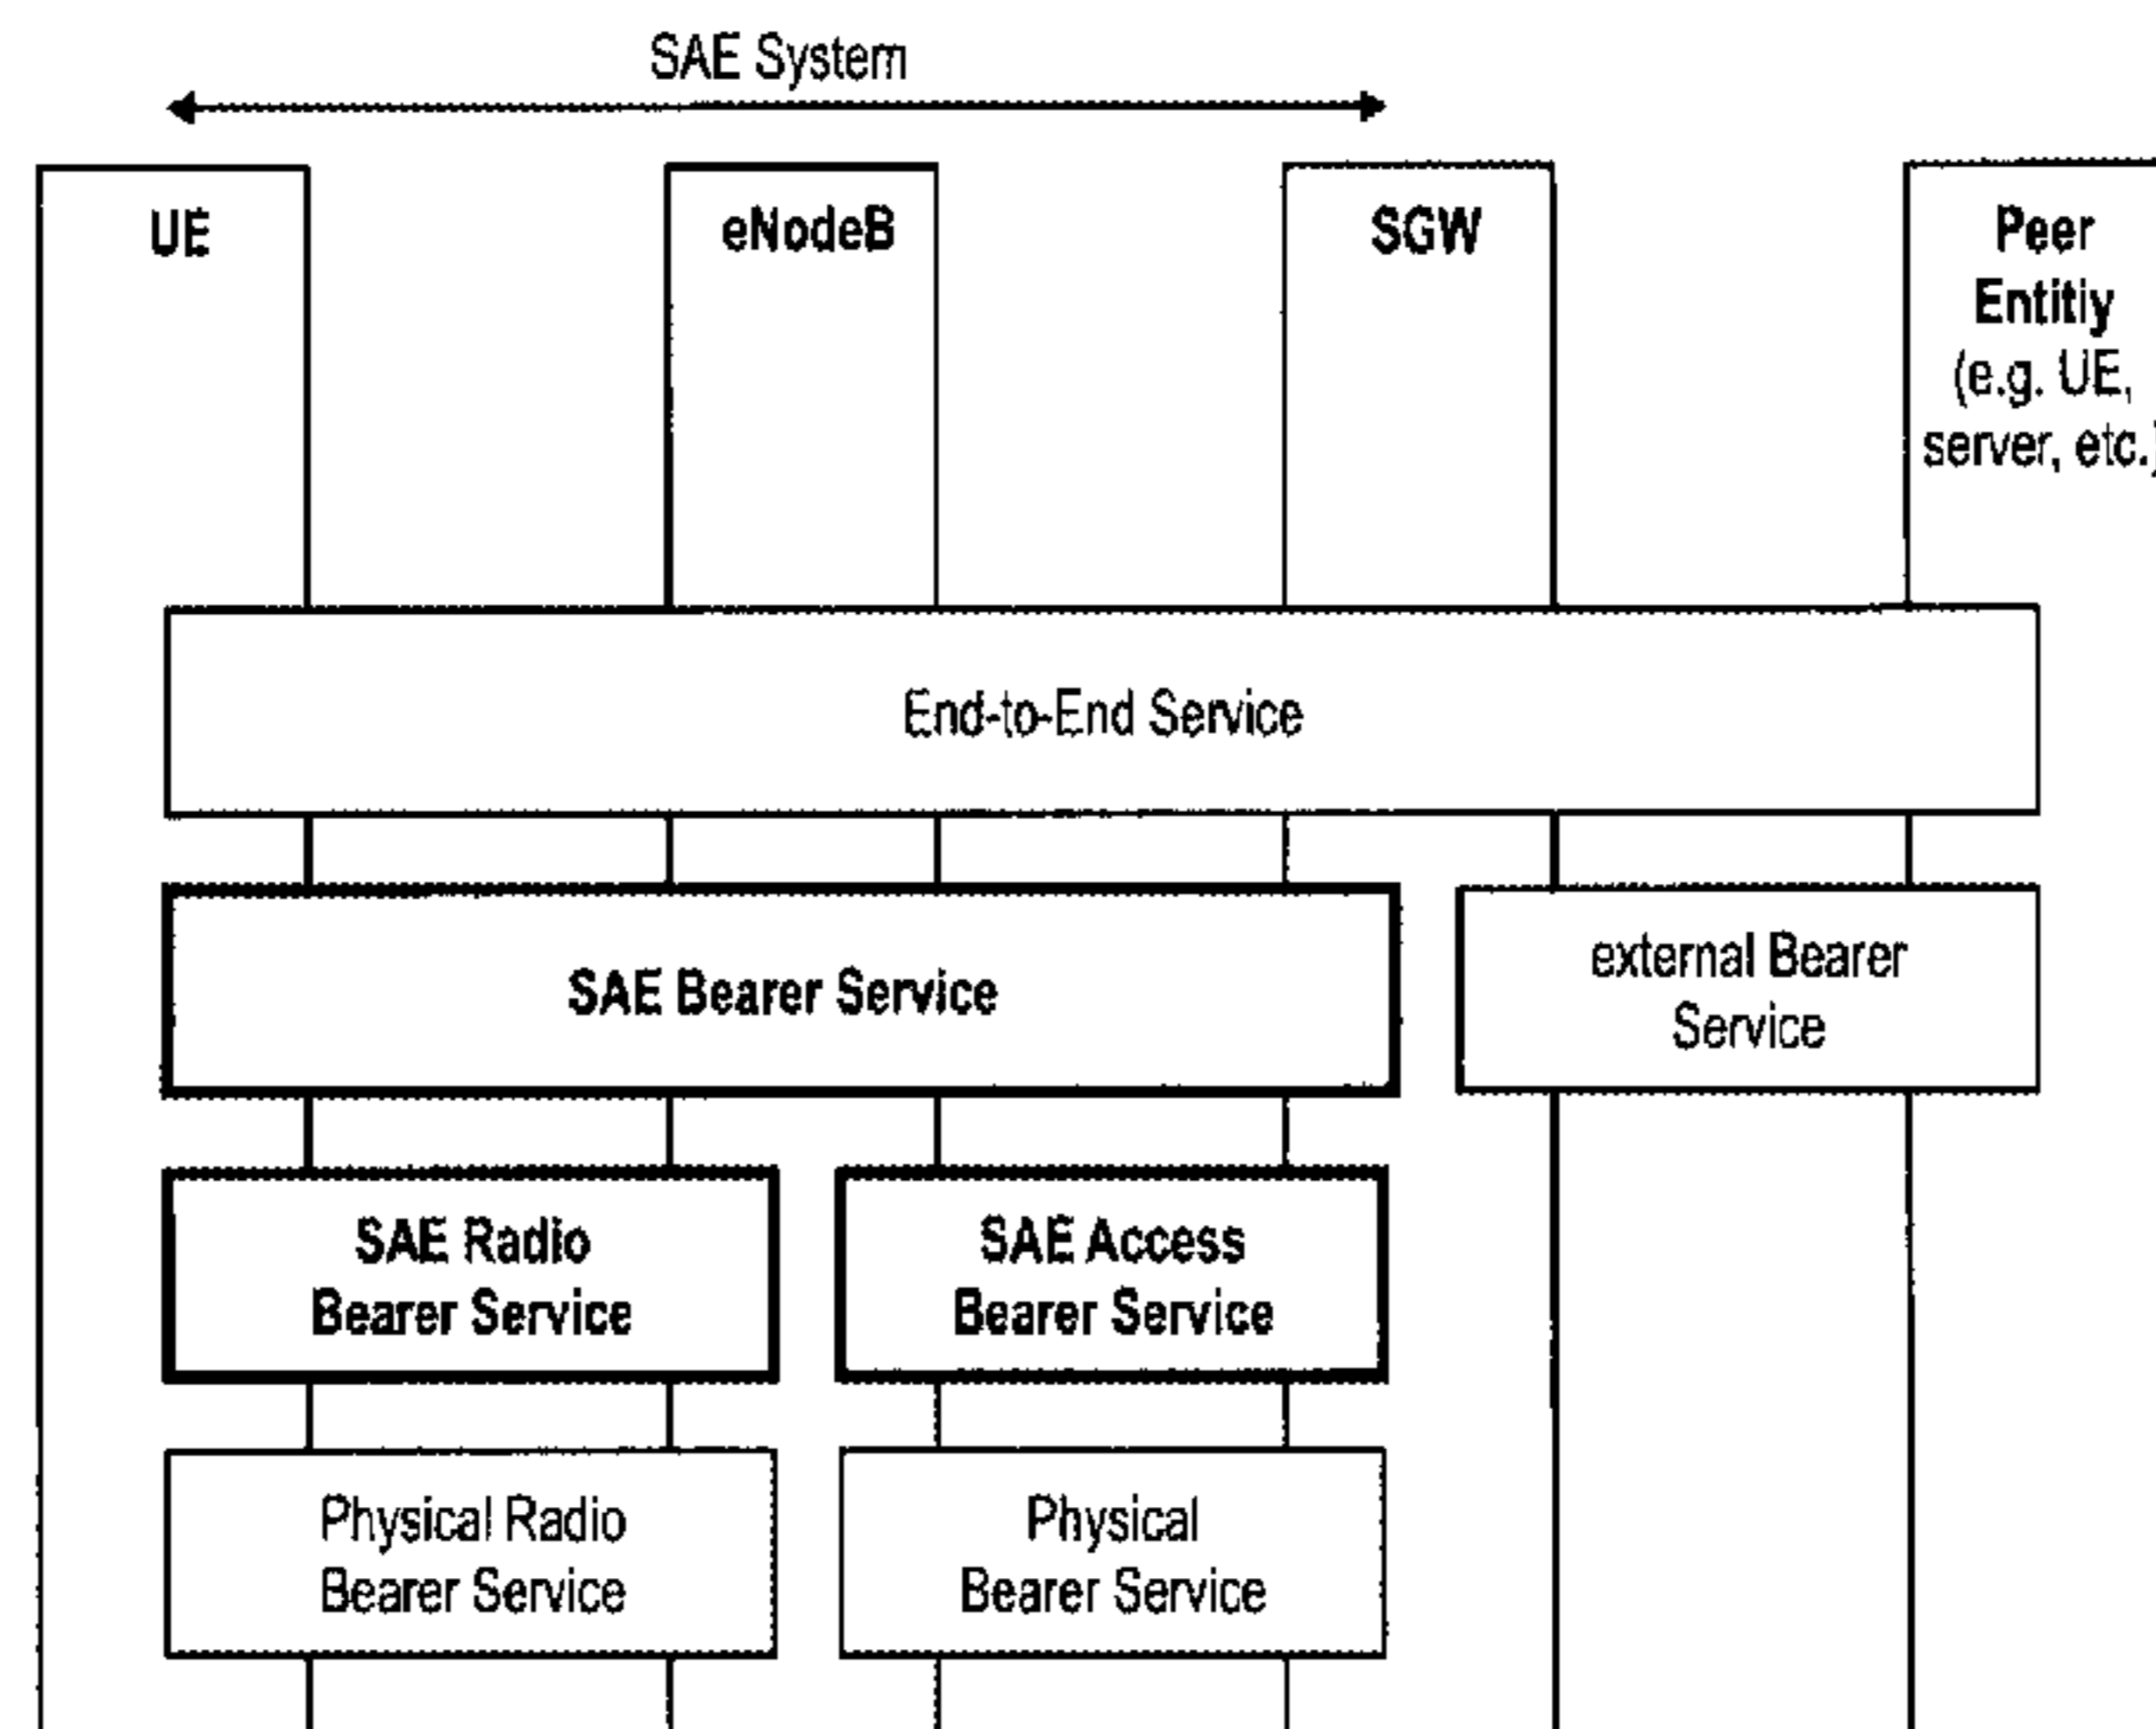 SAE System
UE
eNodeB
SGW
Peer
Entitiy
(e.g. UE,
server, etc.)
End-to-End Service
SAE Bearer Service
external Bearer
Service
SAE Radio
Bearer Service
SAE Access
Bearer Service
Physical Radio
Bearer Service
Physical
Bearer Service